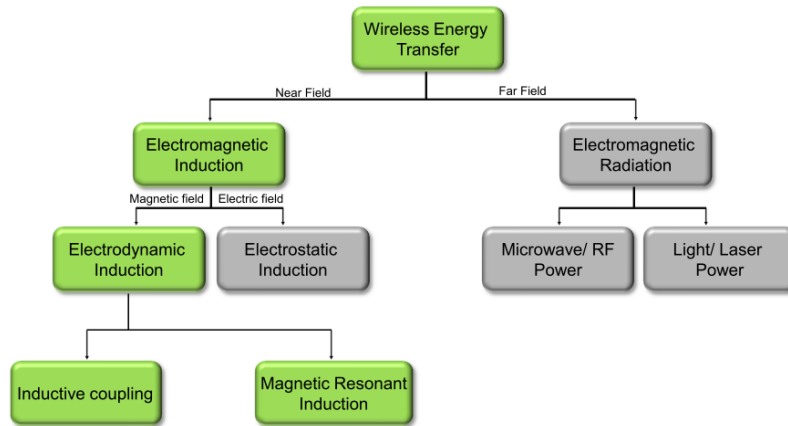 Wireless Energy
Transfer
Near Field
Far Field
Electromagnetic
Induction
Electromagnetic
Radiation
Magnetic field
Electric field
Electrodynamic
Induction
Electrostatic
Induction
Microwave/ RF
Power
Light/ Laser
Power
Inductive coupling
Magnetic Resonant
Induction